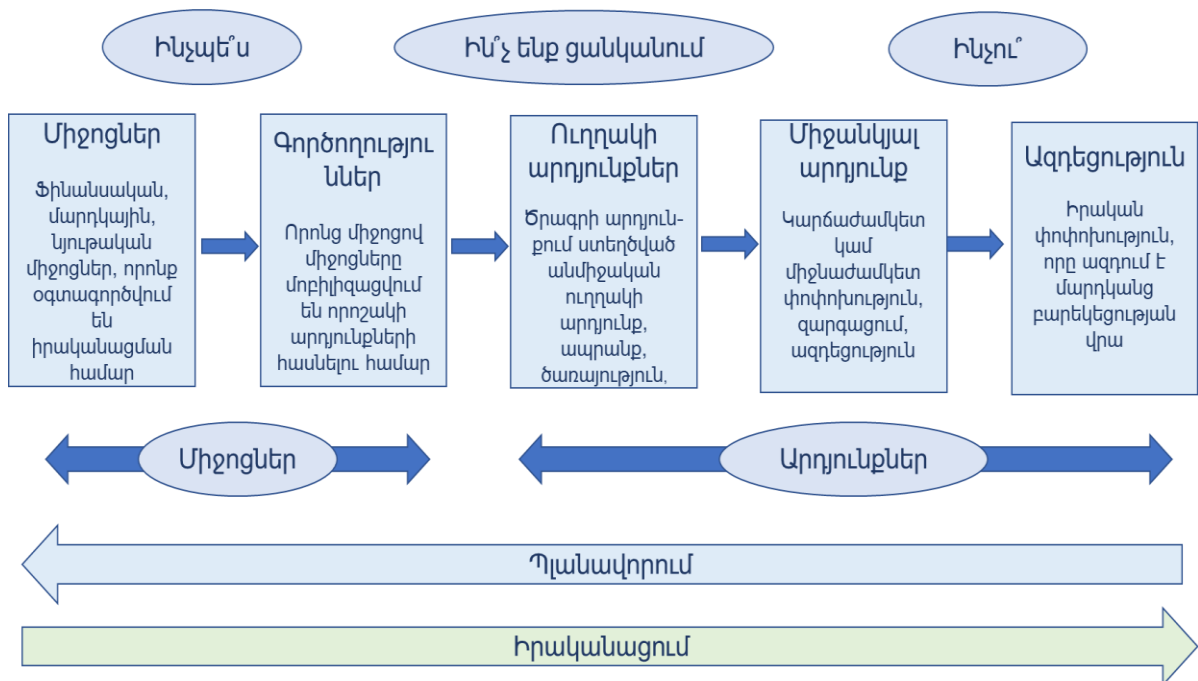 Ինչպե՞ս
Ի՞նչ ենք ցանկանում
Ինչու՞
Միջոցներ
Ֆինանսական,
մարդկային,
նյութական
միջոցներ, որոնք
օգտագործվում
են
իրականացման
համար
Գործողությու
ններ
Որոնց միջոցով
միջոցները
մոբիլիզացվում
են որոշակի
արդյունքների
հասնելու համար
Ուղղակի
արդյունքներ
Ծրագրի արդյուն-
քում ստեղծված
անմիջական
ուղղակի
արդյունք,
ապրանք,
ծառայություն,
Միջանկյալ
արդյունք
Կարճաժամկետ
կամ
միջնաժամկետ
փոփոխություն,
զարգացում,
ազդեցություն
Ազդեցություն
Իրական
փոփոխություն,
որը ազդում է
մարդկանց
բարեկեցության
վրա
Միջոցներ
Արդյունքներ
Պլանավորում
Իրականացում